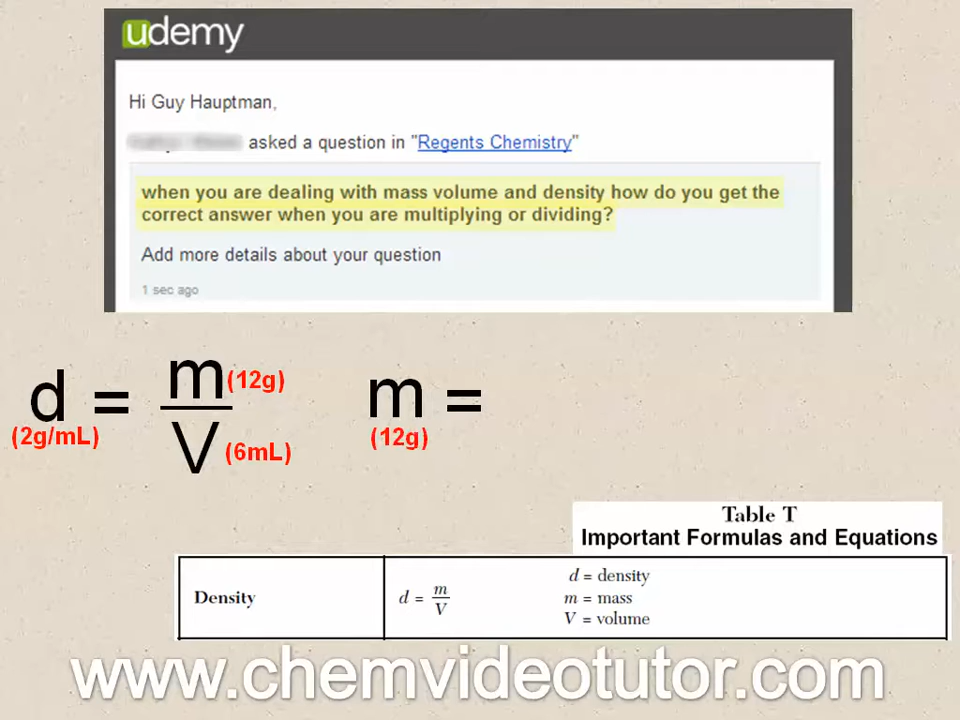 udemy
Hi Guy Hauptman,
asked a question in "Regents Chemistry"
when you are dealing with mass volume and density how do you get the
correct answer when you are multiplying or dividing?
Add more details about your question
1 sec ago
d = m/V
(2g/mL) (12g) (6mL)
m =
(12g)
Table T
Important Formulas and Equations
Density
d = m/V
d = density
m = mass
V = volume
www.chemvideotutor.com